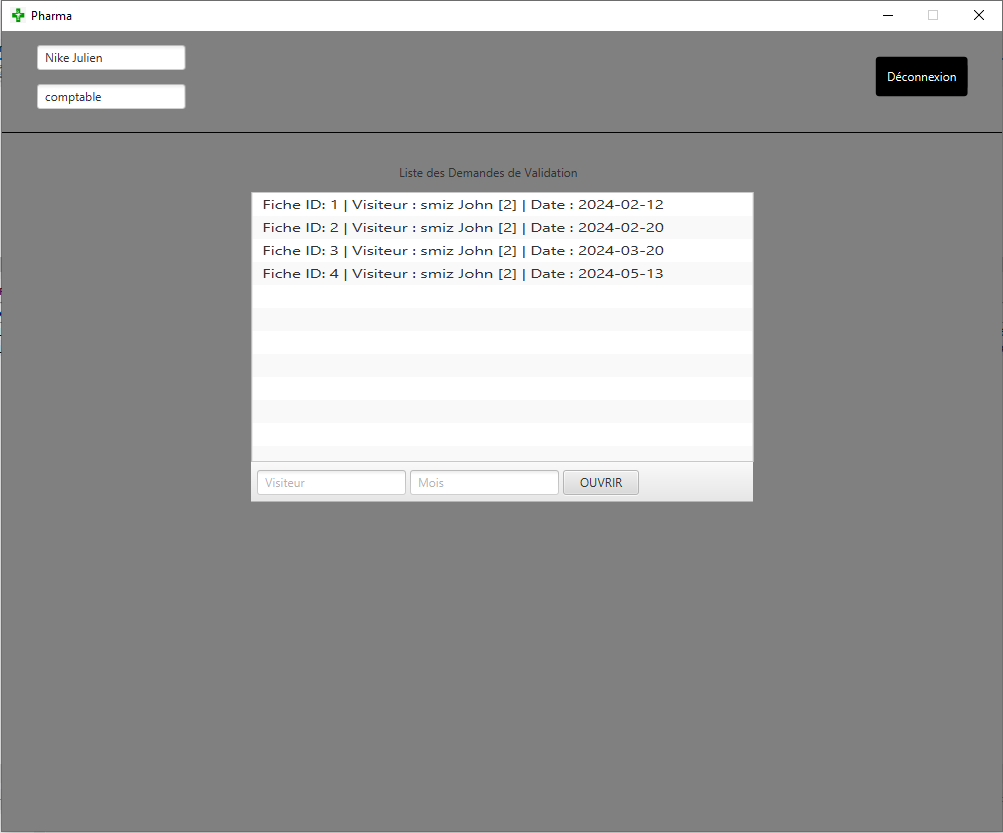 Pharma
Nike Julien
comptable
Déconnexion
Liste des Demandes de Validation
Fiche ID: 1 | Visiteur : smiz John [2] | Date : 2024-02-12
Fiche ID: 2 | Visiteur : smiz John [2] | Date : 2024-02-20
Fiche ID: 3 | Visiteur : smiz John [2] | Date : 2024-03-20
Fiche ID: 4 | Visiteur : smiz John [2] | Date : 2024-05-13
Visiteur Mois OUVRIR